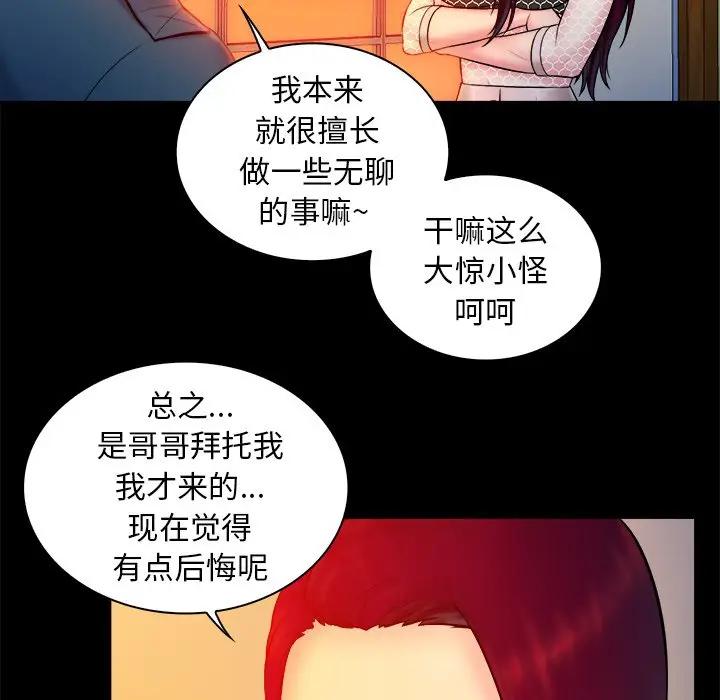 我本来
就很擅长
做一些无聊
的事嘛~
干嘛这么
大惊小怪
呵呵
总之...
是哥哥拜托我
我才来的...
现在觉得
有点后悔呢